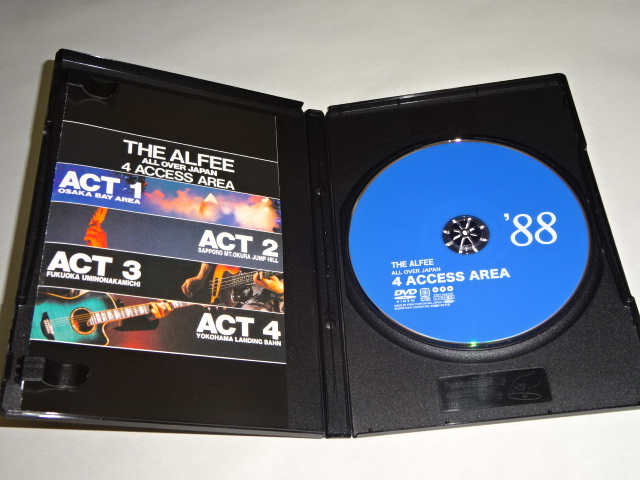 THE ALFEE
ALL OVER JAPAN
4 ACCESS AREA
ACT 1
OSAKA BAY AREA
ACT 2
SAPPORO MT.OKURA JUMP HILL
ACT 3
FUKUOKA UMINONAKAMICHI
ACT 4
YOKOHAMA LANDING BAHN
'88
THE ALFEE
ALL OVER JAPAN
4 ACCESS AREA
DVD
VIDEO